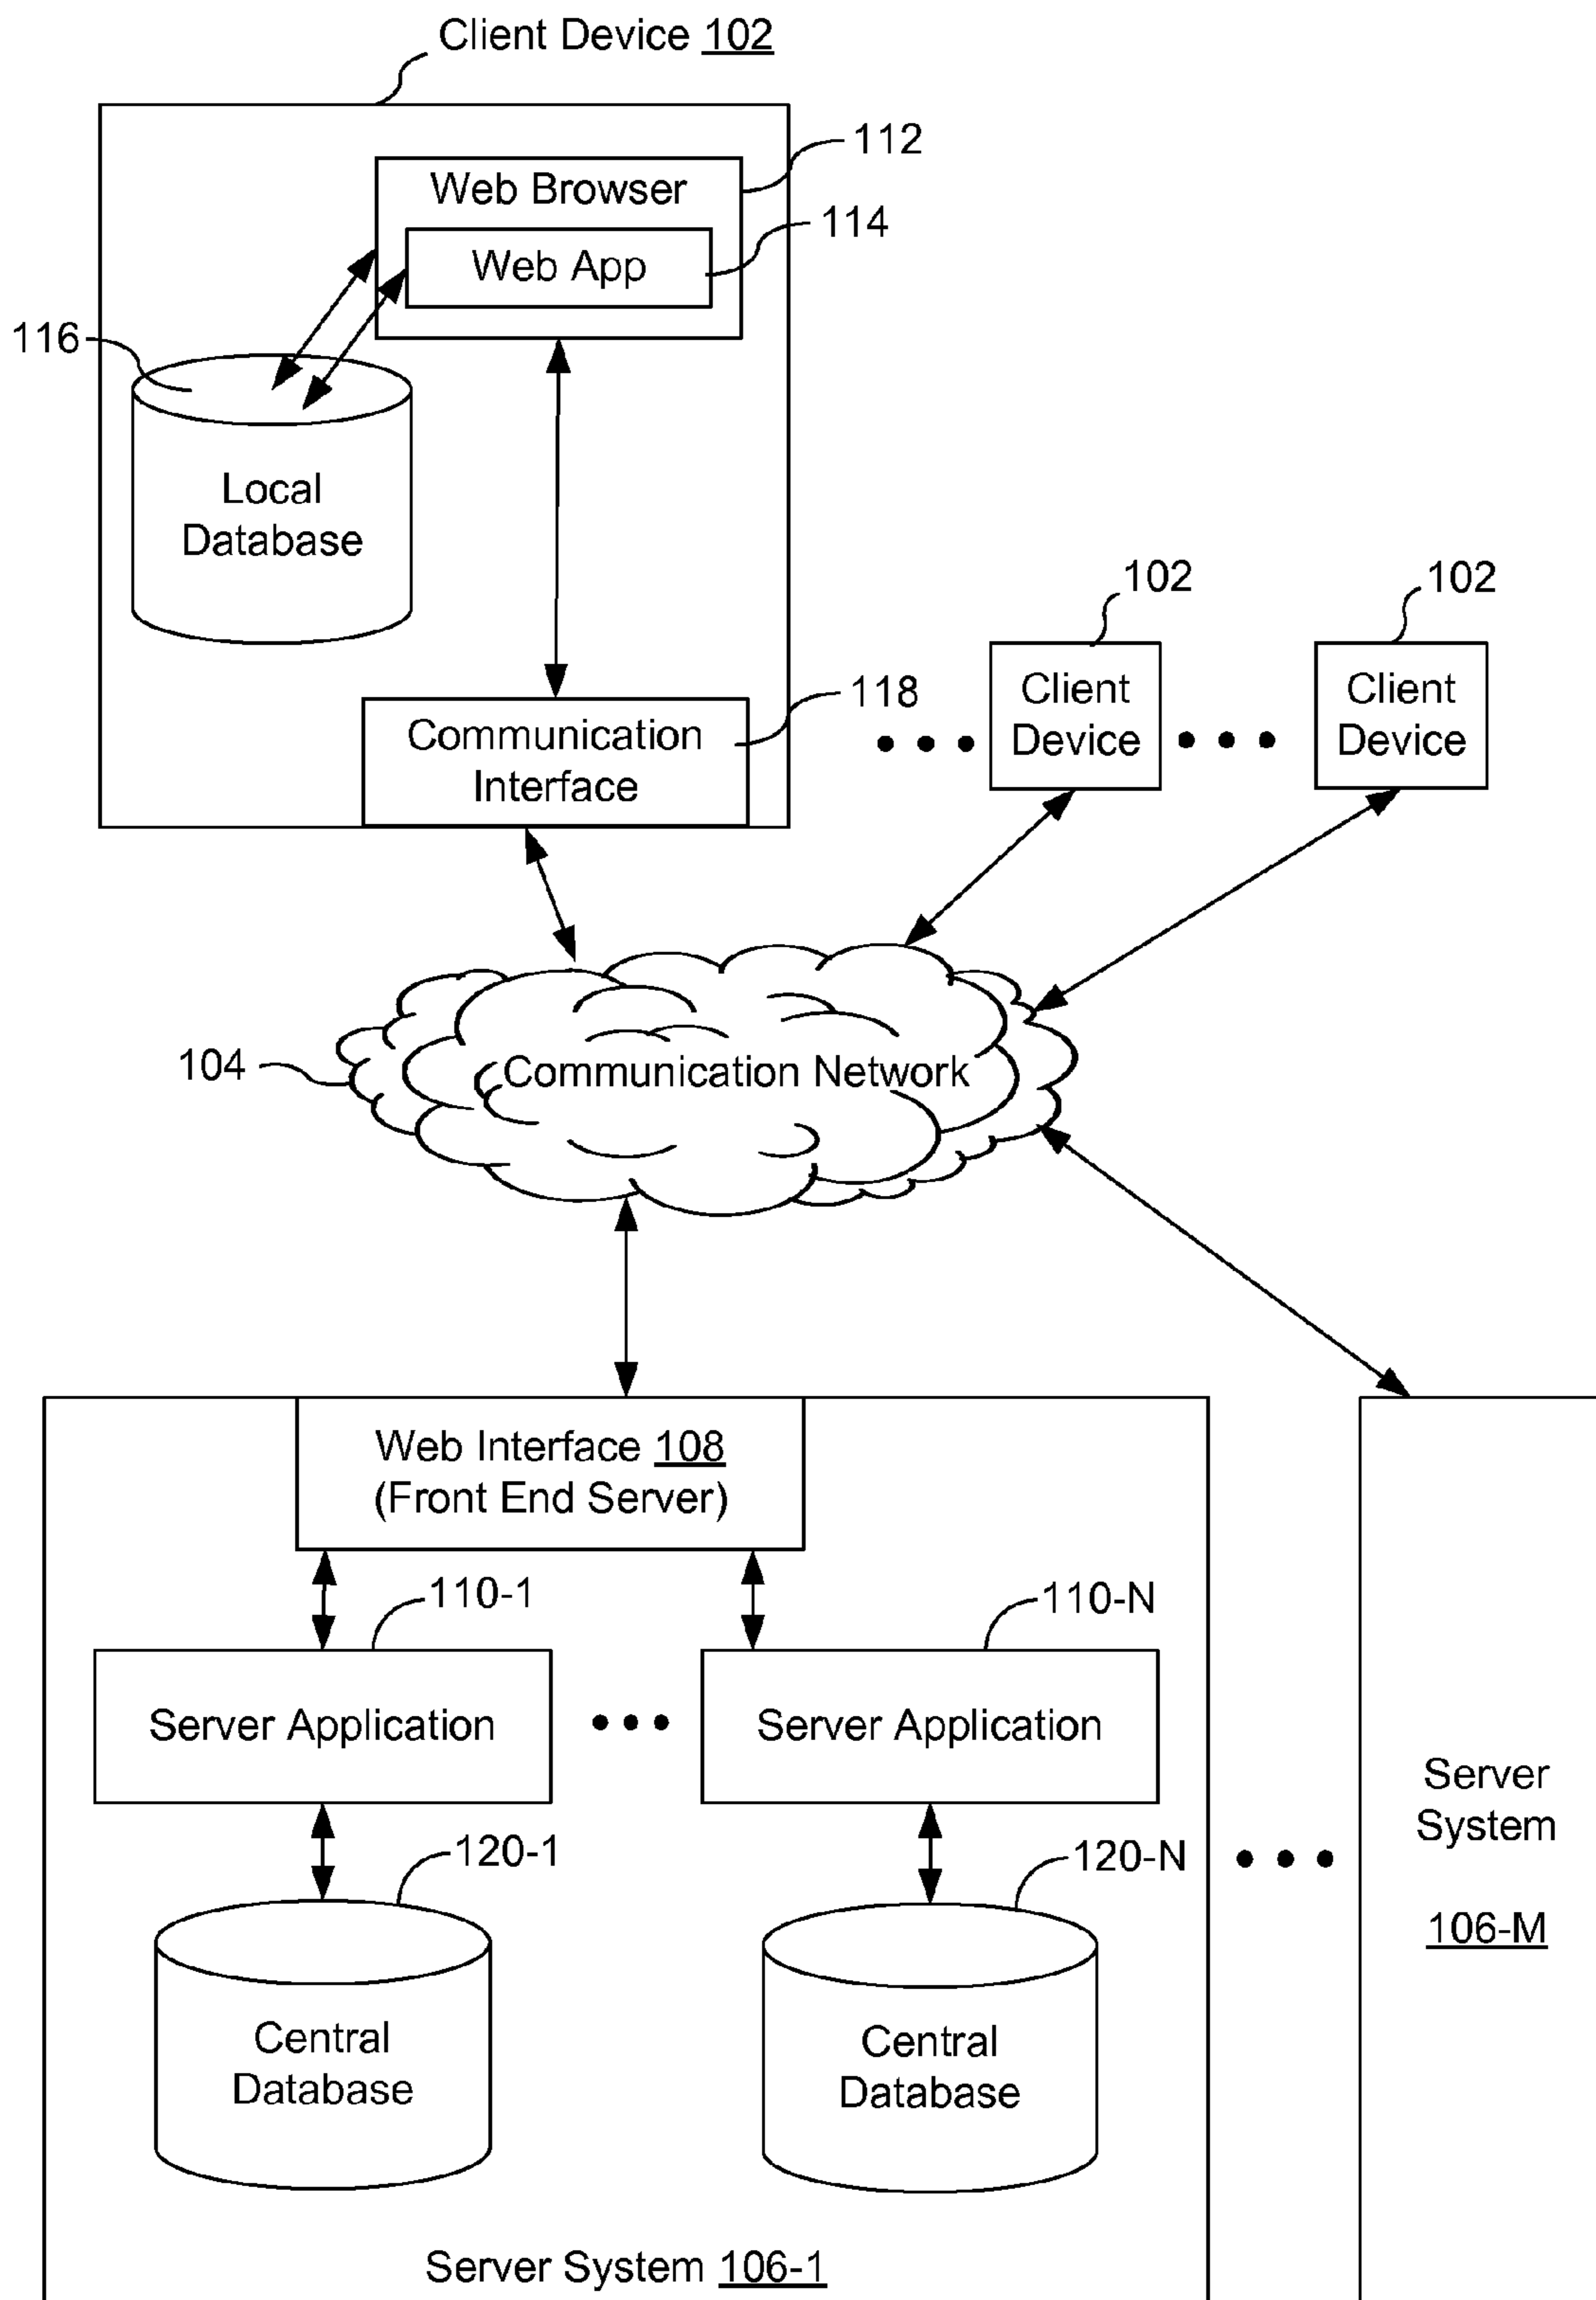 Client Device 102
112
Web Browser
114
Web App
116
Local
Database
118
Communication
Interface
102
Client
Device
102
Client
Device
104
Communication Network
Web Interface 108
(Front End Server)
110-1
110-N
Server Application
Server Application
120-1
120-N
Central
Database
Central
Database
Server System 106-1
Server
System
106-M